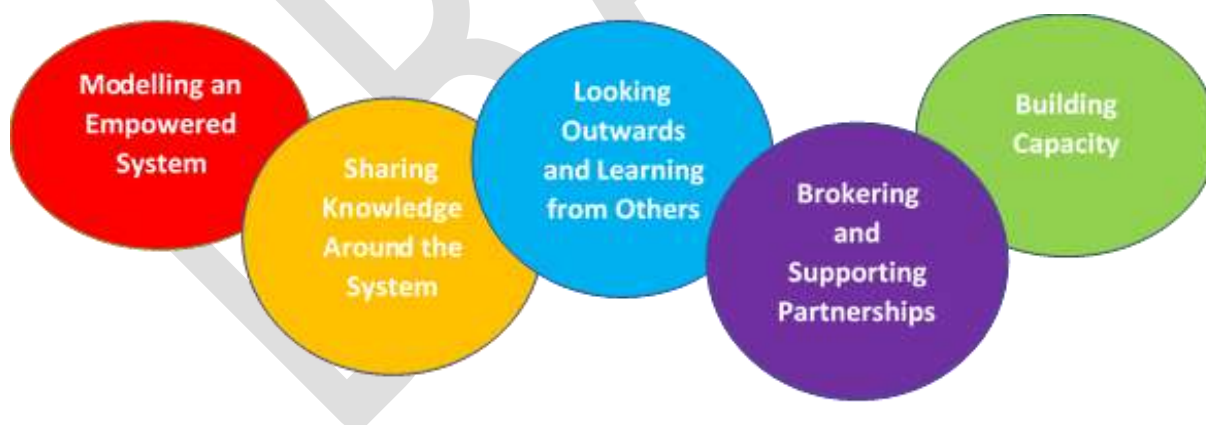 Modelling an
Empowered
System
Sharing
Knowledge
Around the
System
Looking
Outwards
and Learning
from Others
Brokering
and
Supporting
Partnerships
Building
Capacity